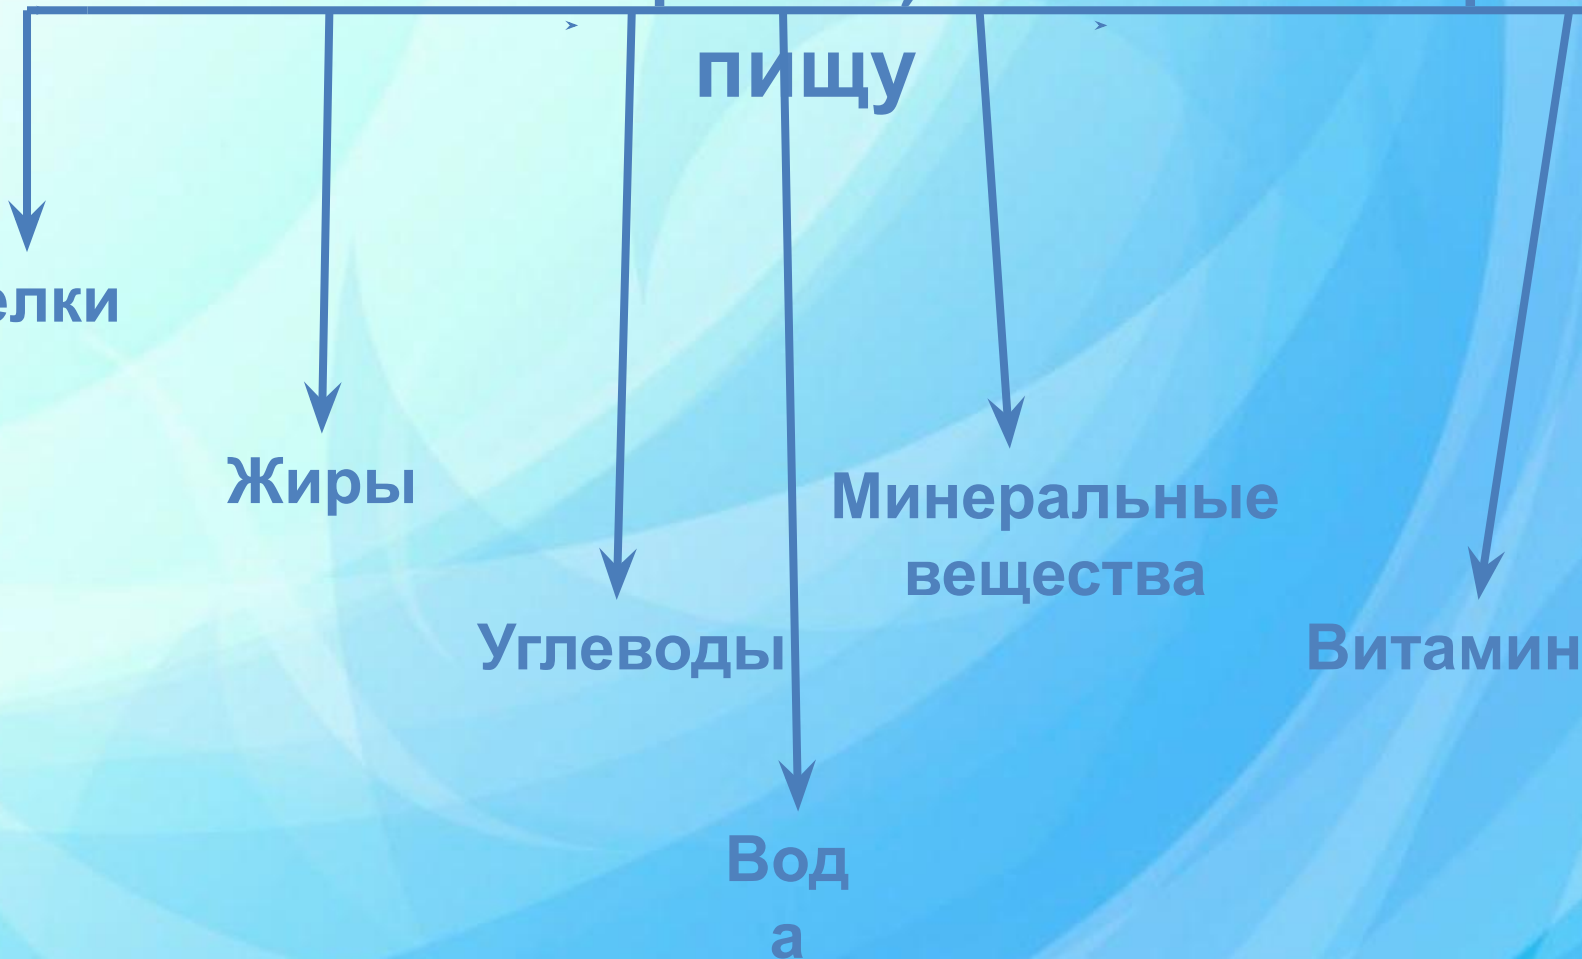 пищу
елки
Жиры
Минеральные
вещества
Углеводы
Витамин
Вод
а